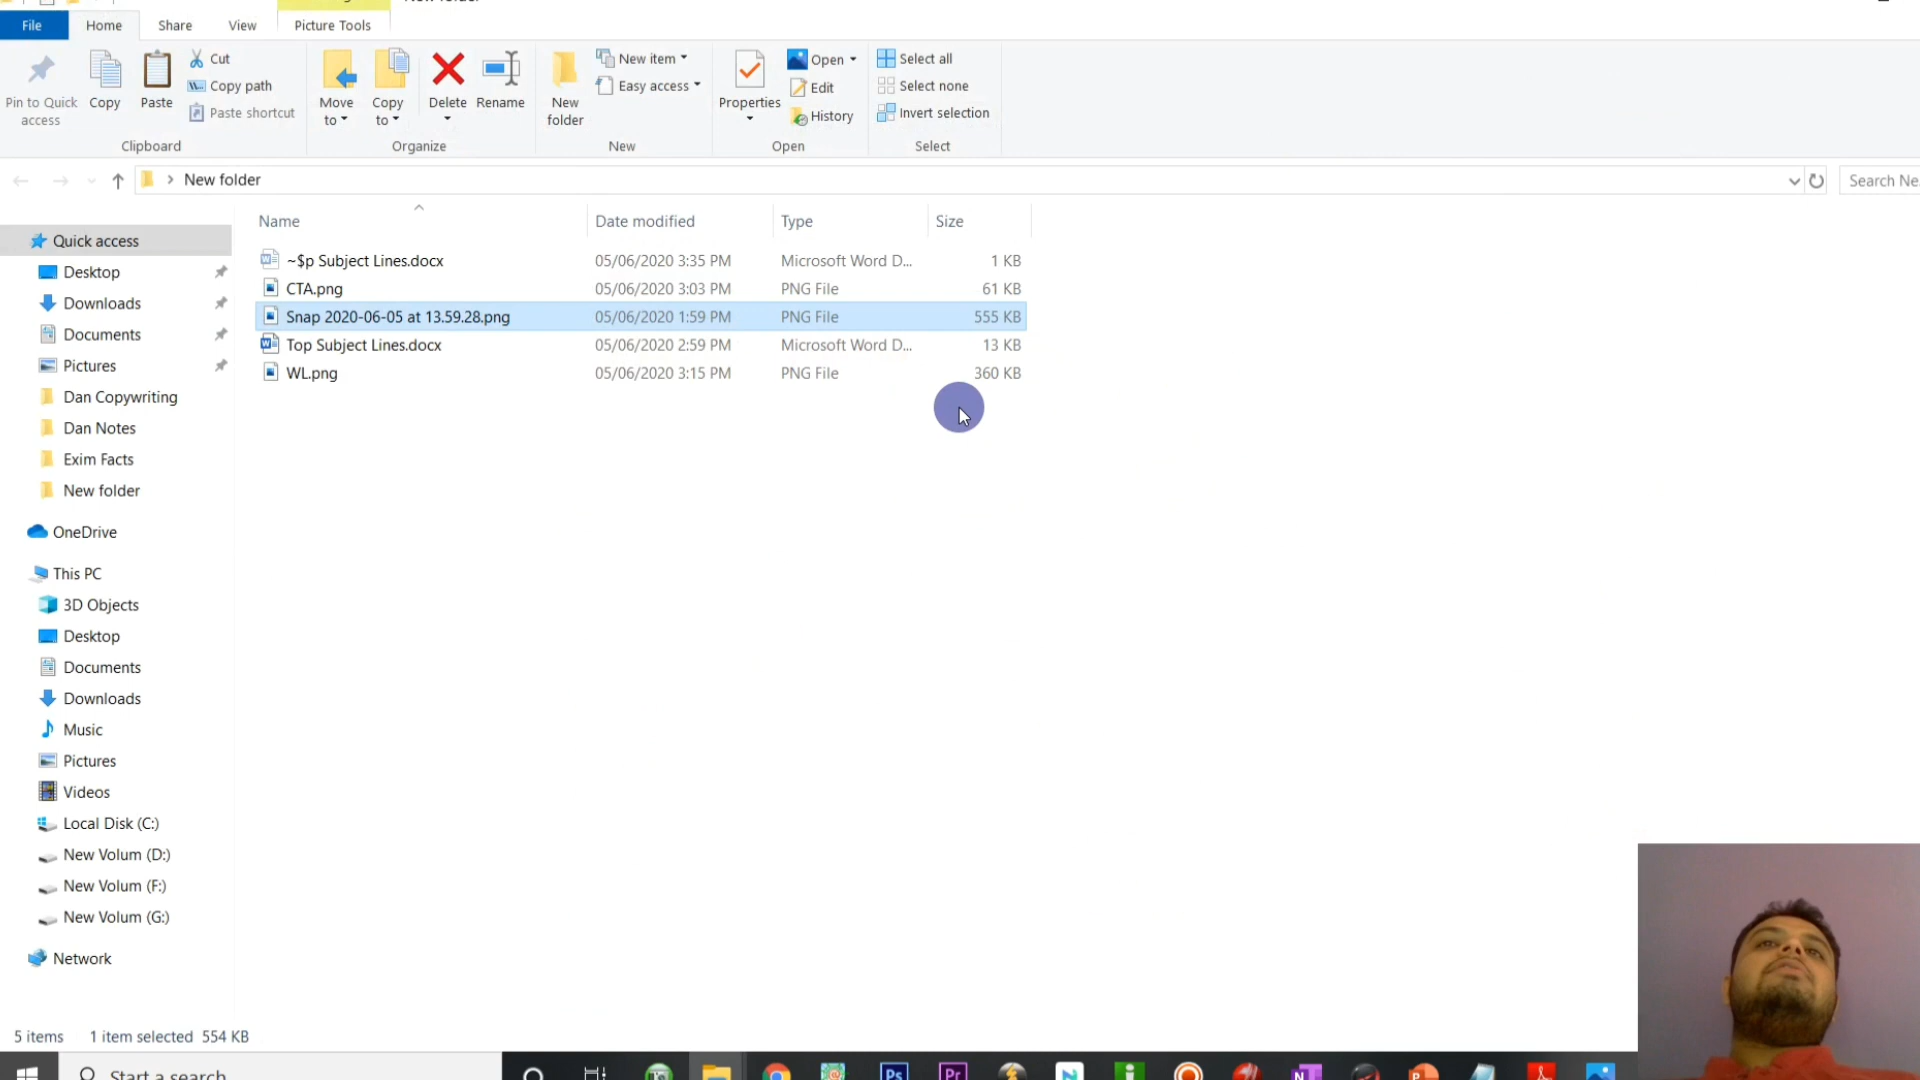 File Home Share View Picture Tools
Pin to Quick access
Copy
Paste
Cut
Copy path
Paste shortcut
Clipboard
Move to
Copy to
Delete
Rename
Organize
New folder
New item
Easy access
New
Properties
Open
Edit
History
Open
Select all
Select none
Invert selection
Select
New folder
Search Ne
Name Date modified Type Size
~$p Subject Lines.docx 05/06/2020 3:35 PM Microsoft Word D... 1 KB
CTA.png 05/06/2020 3:03 PM PNG File 61 KB
Snap 2020-06-05 at 13.59.28.png 05/06/2020 1:59 PM PNG File 555 KB
Top Subject Lines.docx 05/06/2020 2:59 PM Microsoft Word D... 13 KB
WL.png 05/06/2020 3:15 PM PNG File 360 KB
Quick access
Desktop
Downloads
Documents
Pictures
Dan Copywriting
Dan Notes
Exim Facts
New folder
OneDrive
This PC
3D Objects
Desktop
Documents
Downloads
Music
Pictures
Videos
Local Disk (C:)
New Volum (D:)
New Volum (F:)
New Volum (G:)
Network
5 items 1 item selected 554 KB
Start a search
Ps
Pr